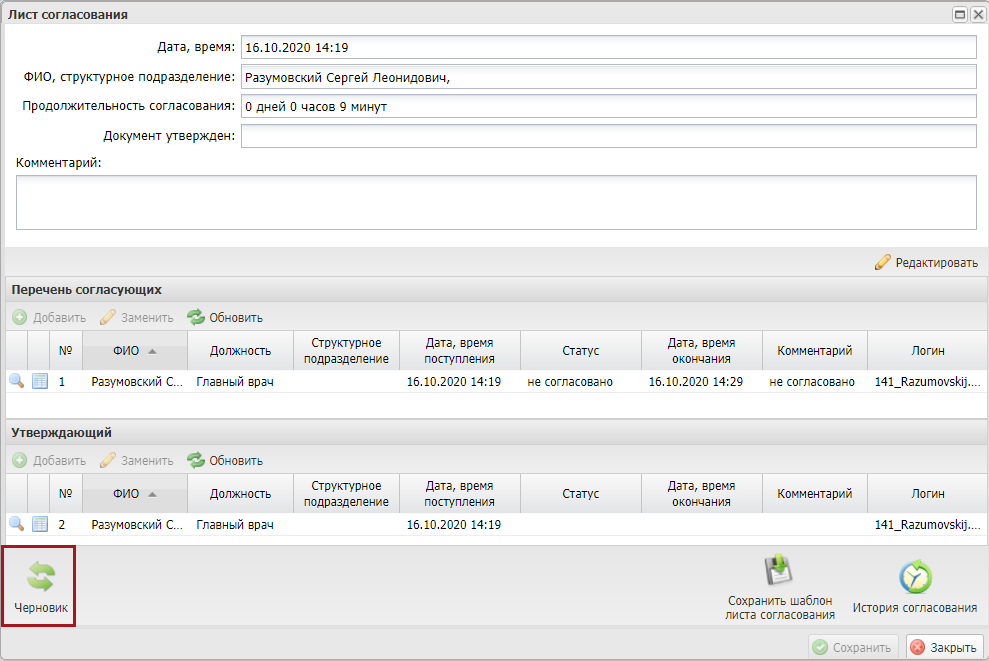 Лист согласования
Дата, время: 16.10.2020 14:19
ФИО, структурное подразделение: Разумовский Сергей Леонидович,
Продолжительность согласования: 0 дней 0 часов 9 минут
Документ утвержден:
Комментарий:
Редактировать
Перечень согласующих
Добавить Заменить Обновить
№ ФИО Должность Структурное подразделение Дата, время поступления Статус Дата, время окончания Комментарий Логин
1 Разумовский С... Главный врач 16.10.2020 14:19 не согласовано 16.10.2020 14:29 не согласовано 141_Razumovskij....
Утверждающий
Добавить Заменить Обновить
№ ФИО Должность Структурное подразделение Дата, время поступления Статус Дата, время окончания Комментарий Логин
2 Разумовский С... Главный врач 16.10.2020 14:19 141_Razumovskij....
Черновик
Сохранить шаблон
листа согласования
История согласования
Сохранить Закрыть